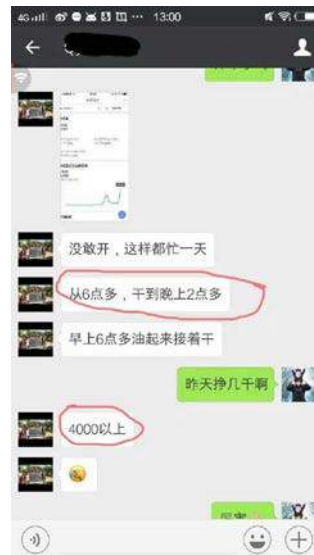 4G 13:00
没敢开，这样都忙一天
从6点多，干到晚上2点多
早上6点多油起来接着干
昨天挣几千啊
4000以上